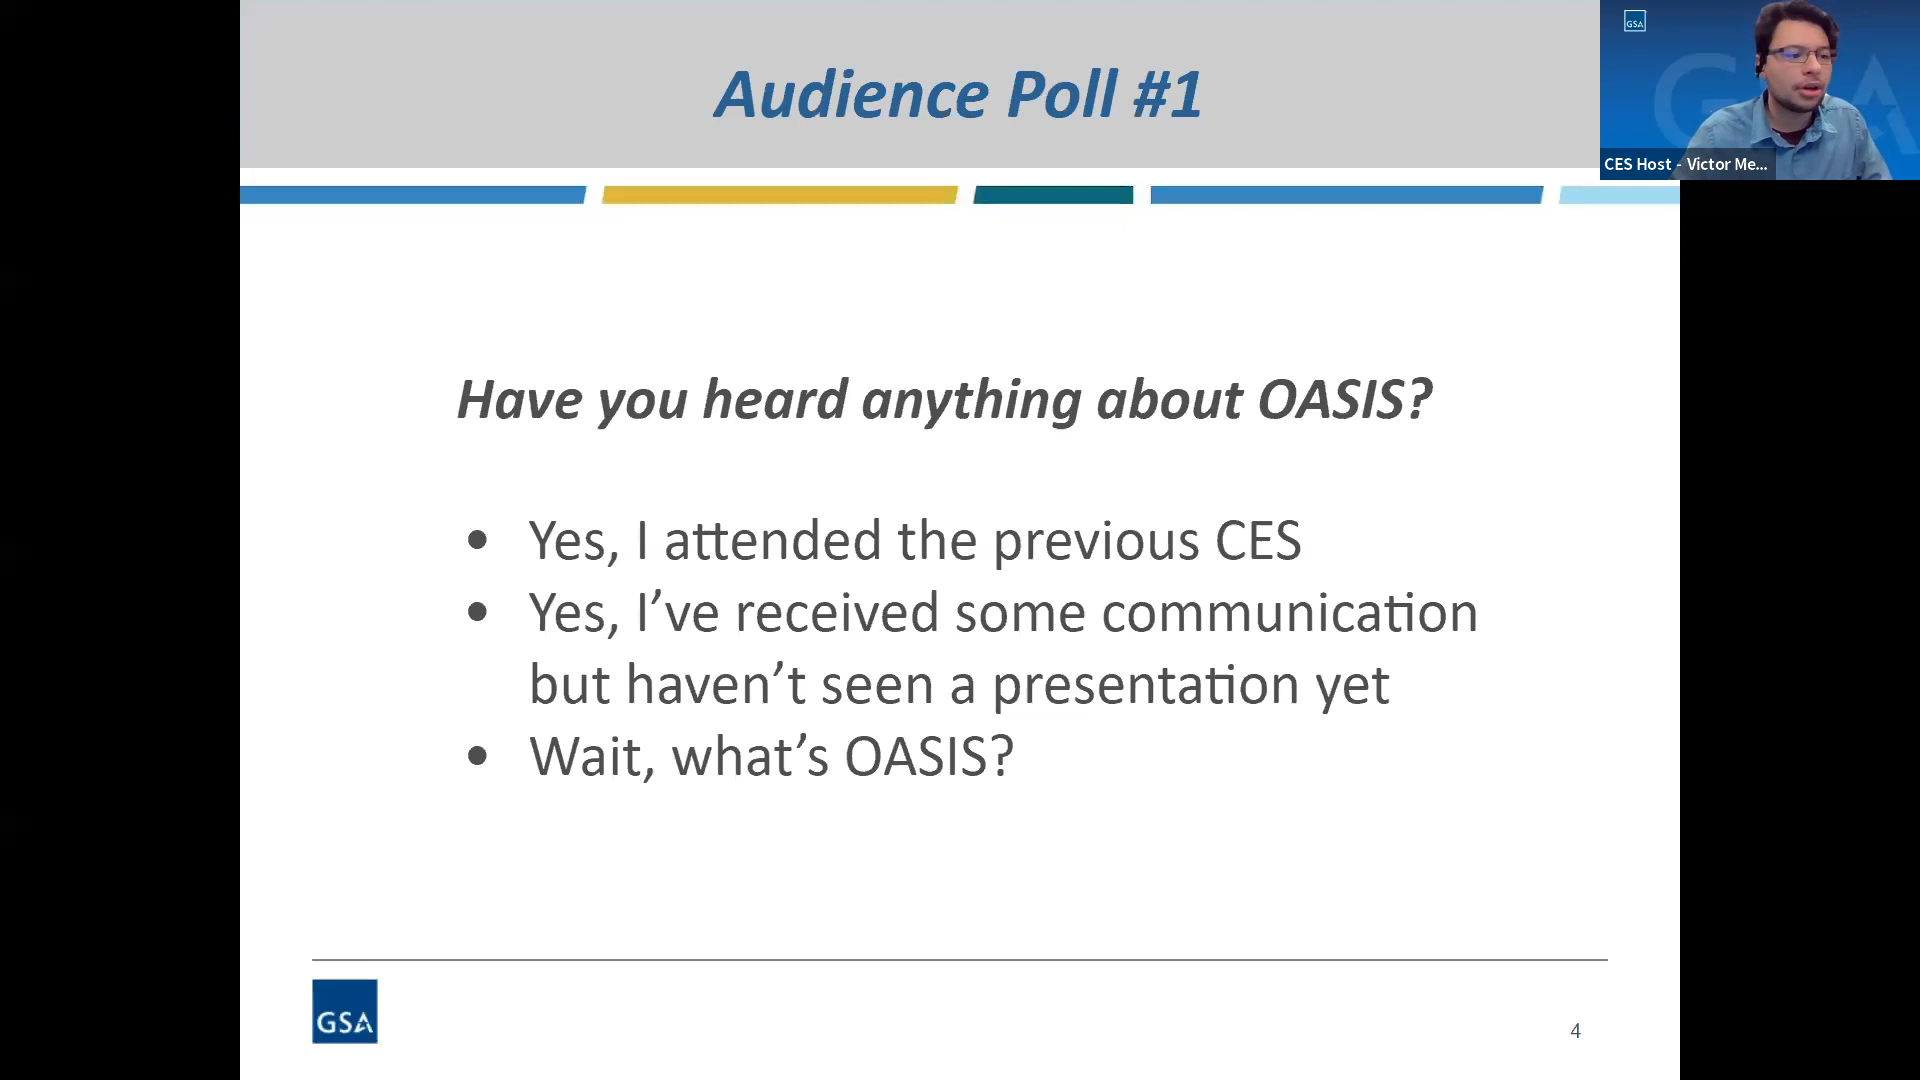 Audience Poll #1
GSA
CES Host - Victor Me...
Have you heard anything about OASIS?
• Yes, I attended the previous CES
• Yes, I’ve received some communication
but haven’t seen a presentation yet
• Wait, what’s OASIS?
GSA
4